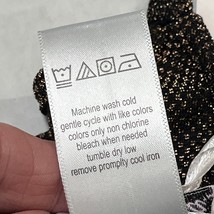 Machine wash cold
gentle cycle with like colors
colors only non chlorine
bleach when needed
tumble dry low
remove promplty cool iron